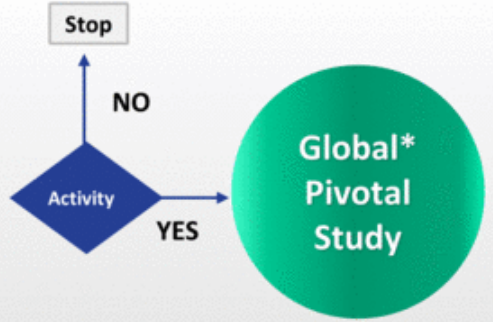 Stop
NO
Activity
YES
Global*
Pivotal
Study